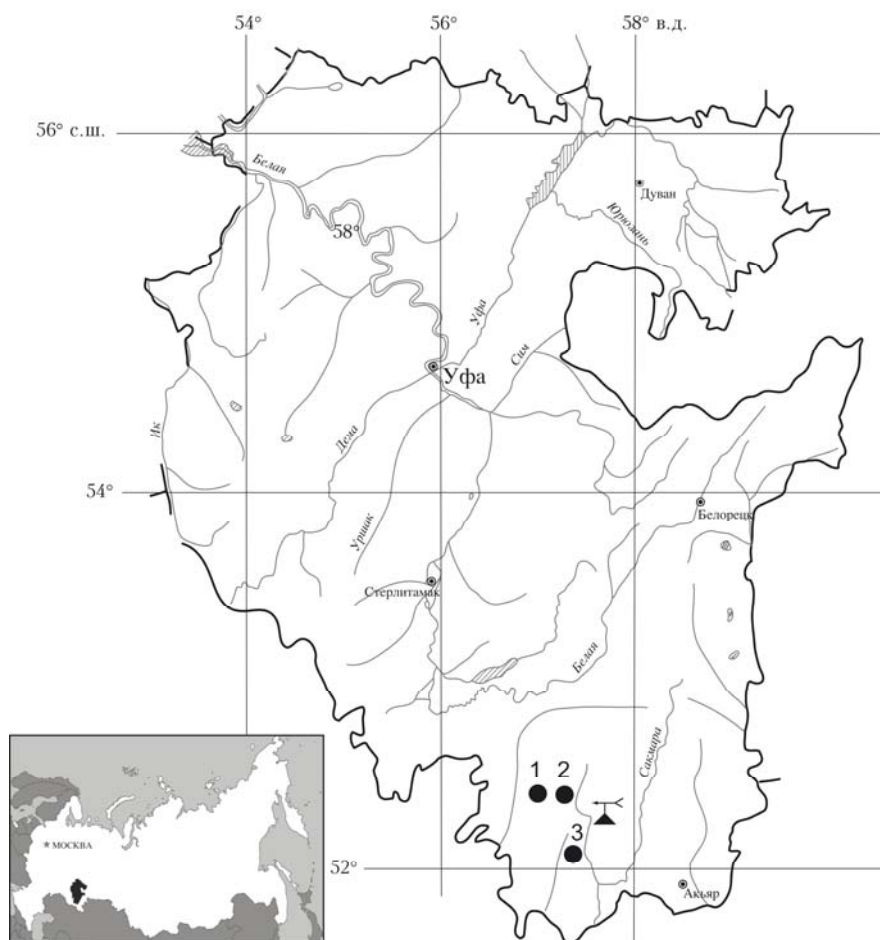 54°
56°
58° в.д.
56° с.ш.
Белая
Дуван
Юрюзань
58°
Уфа
Сим
Уфа
Дема
Ик
54°
Уршак
Белорецк
Стерлитамак
Белая
Сакмара
1
2
3
МОСКВА
52°
Акъяр